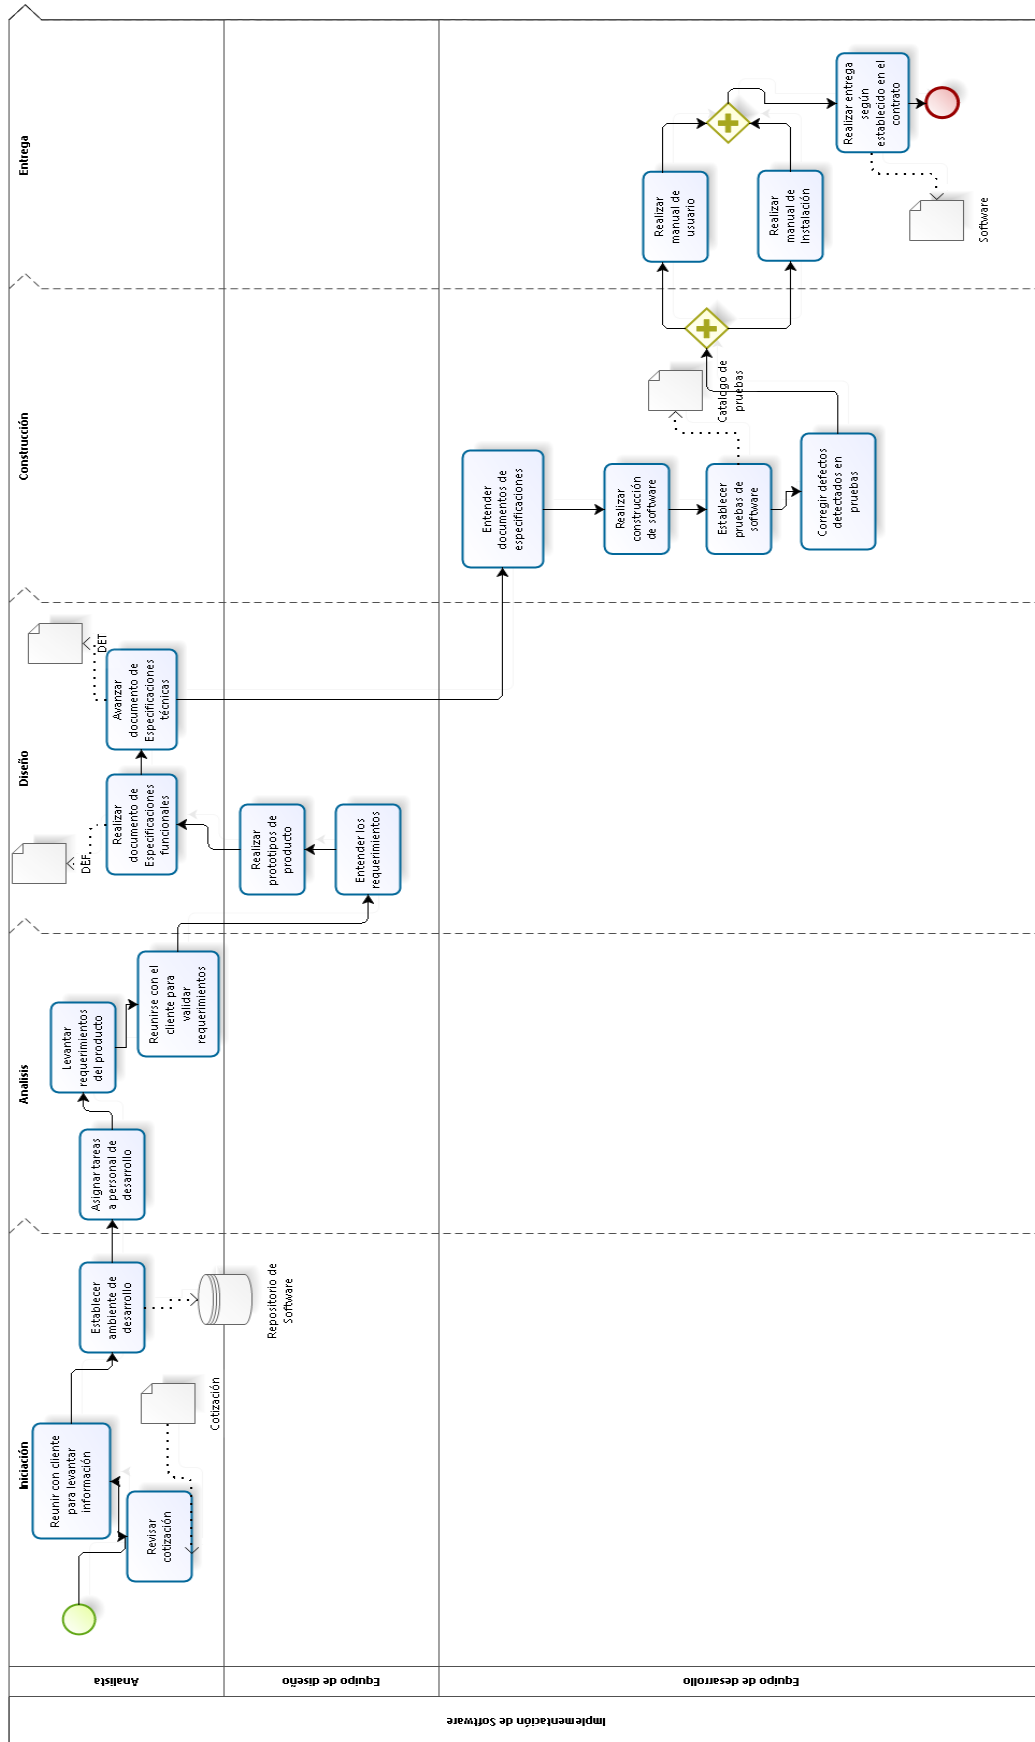 Implementación de Software
Analista
Equipo de diseño
Equipo de desarrollo
Iniciación
Analisis
Diseño
Construcción
Entrega
Revisar
cotización
Cotización
Reunir con cliente
para levantar
información
Establecer
ambiente de
desarrollo
Repositorio de
Software
Asignar tareas
a personal de
desarrollo
Levantar
requerimientos
del producto
Reunirse con el
cliente para
validar
requerimientos
Entender los
requerimientos
Realizar
prototipos de
producto
Realizar
documento de
Especificaciones
funcionales
DEF
Avanzar
documento de
Especificaciones
técnicas
DET
Entender
documentos de
especificaciones
Realizar
construcción
de software
Establecer
pruebas de
software
Catalogo de
pruebas
Corregir defectos
detectados en
pruebas
Realizar
manual de
usuario
Realizar
manual de
Instalación
Realizar entrega
según
establecido en el
contrato
Software